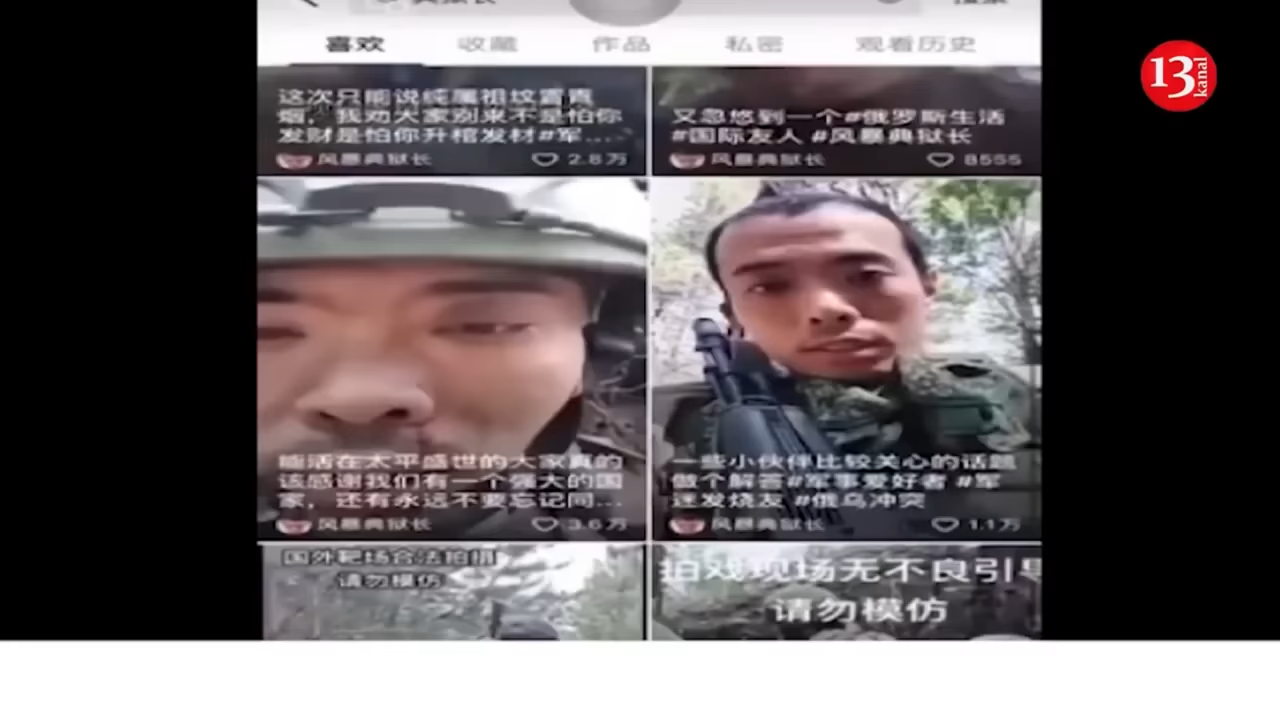 喜欢
收藏
作品
私密
观看历史
13
kanal
这次只能说纯属祖坟冒青
烟，我劝大家别来不是怕你
发财是怕你升棺发材#军....
风暴典狱长
2.8万
又忽悠到一个#俄罗斯生活
#国际友人 #风暴典狱长
风暴典狱长
8555
能活在太平盛世的大家真的
该感谢我们有一个强大的国
家，还有永远不要忘记同...
风暴典狱长
3.6万
一些小伙伴比较关心的话题
做个解答#军事爱好者 #军
迷发烧友 #俄乌冲突
风暴典狱长
1.1万
国外靶场合法拍摄
请勿模仿
拍戏现场无不良引导
请勿模仿